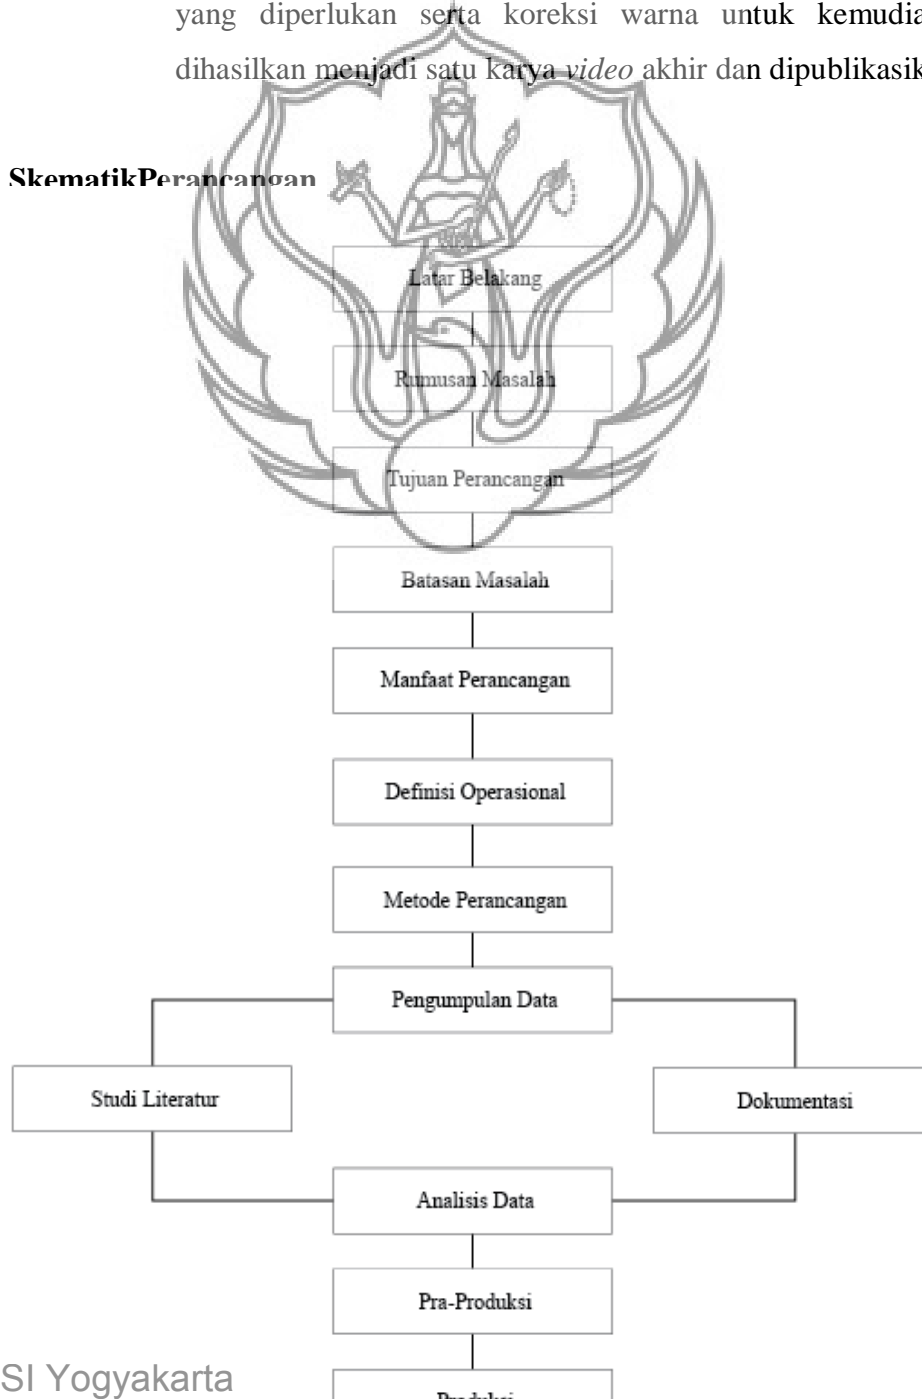 yang diperlukan serta koreksi warna untuk kemudia
dihasilkan menjadi satu karya video akhir dan dipublikasik
SkematikPerancangan
Latar Belakang
Rumusan Masalah
Tujuan Perancangan
Batasan Masalah
Manfaat Perancangan
Definisi Operasional
Metode Perancangan
Pengumpulan Data
Studi Literatur
Dokumentasi
Analisis Data
Pra-Produksi
Produksi
SI Yogyakarta